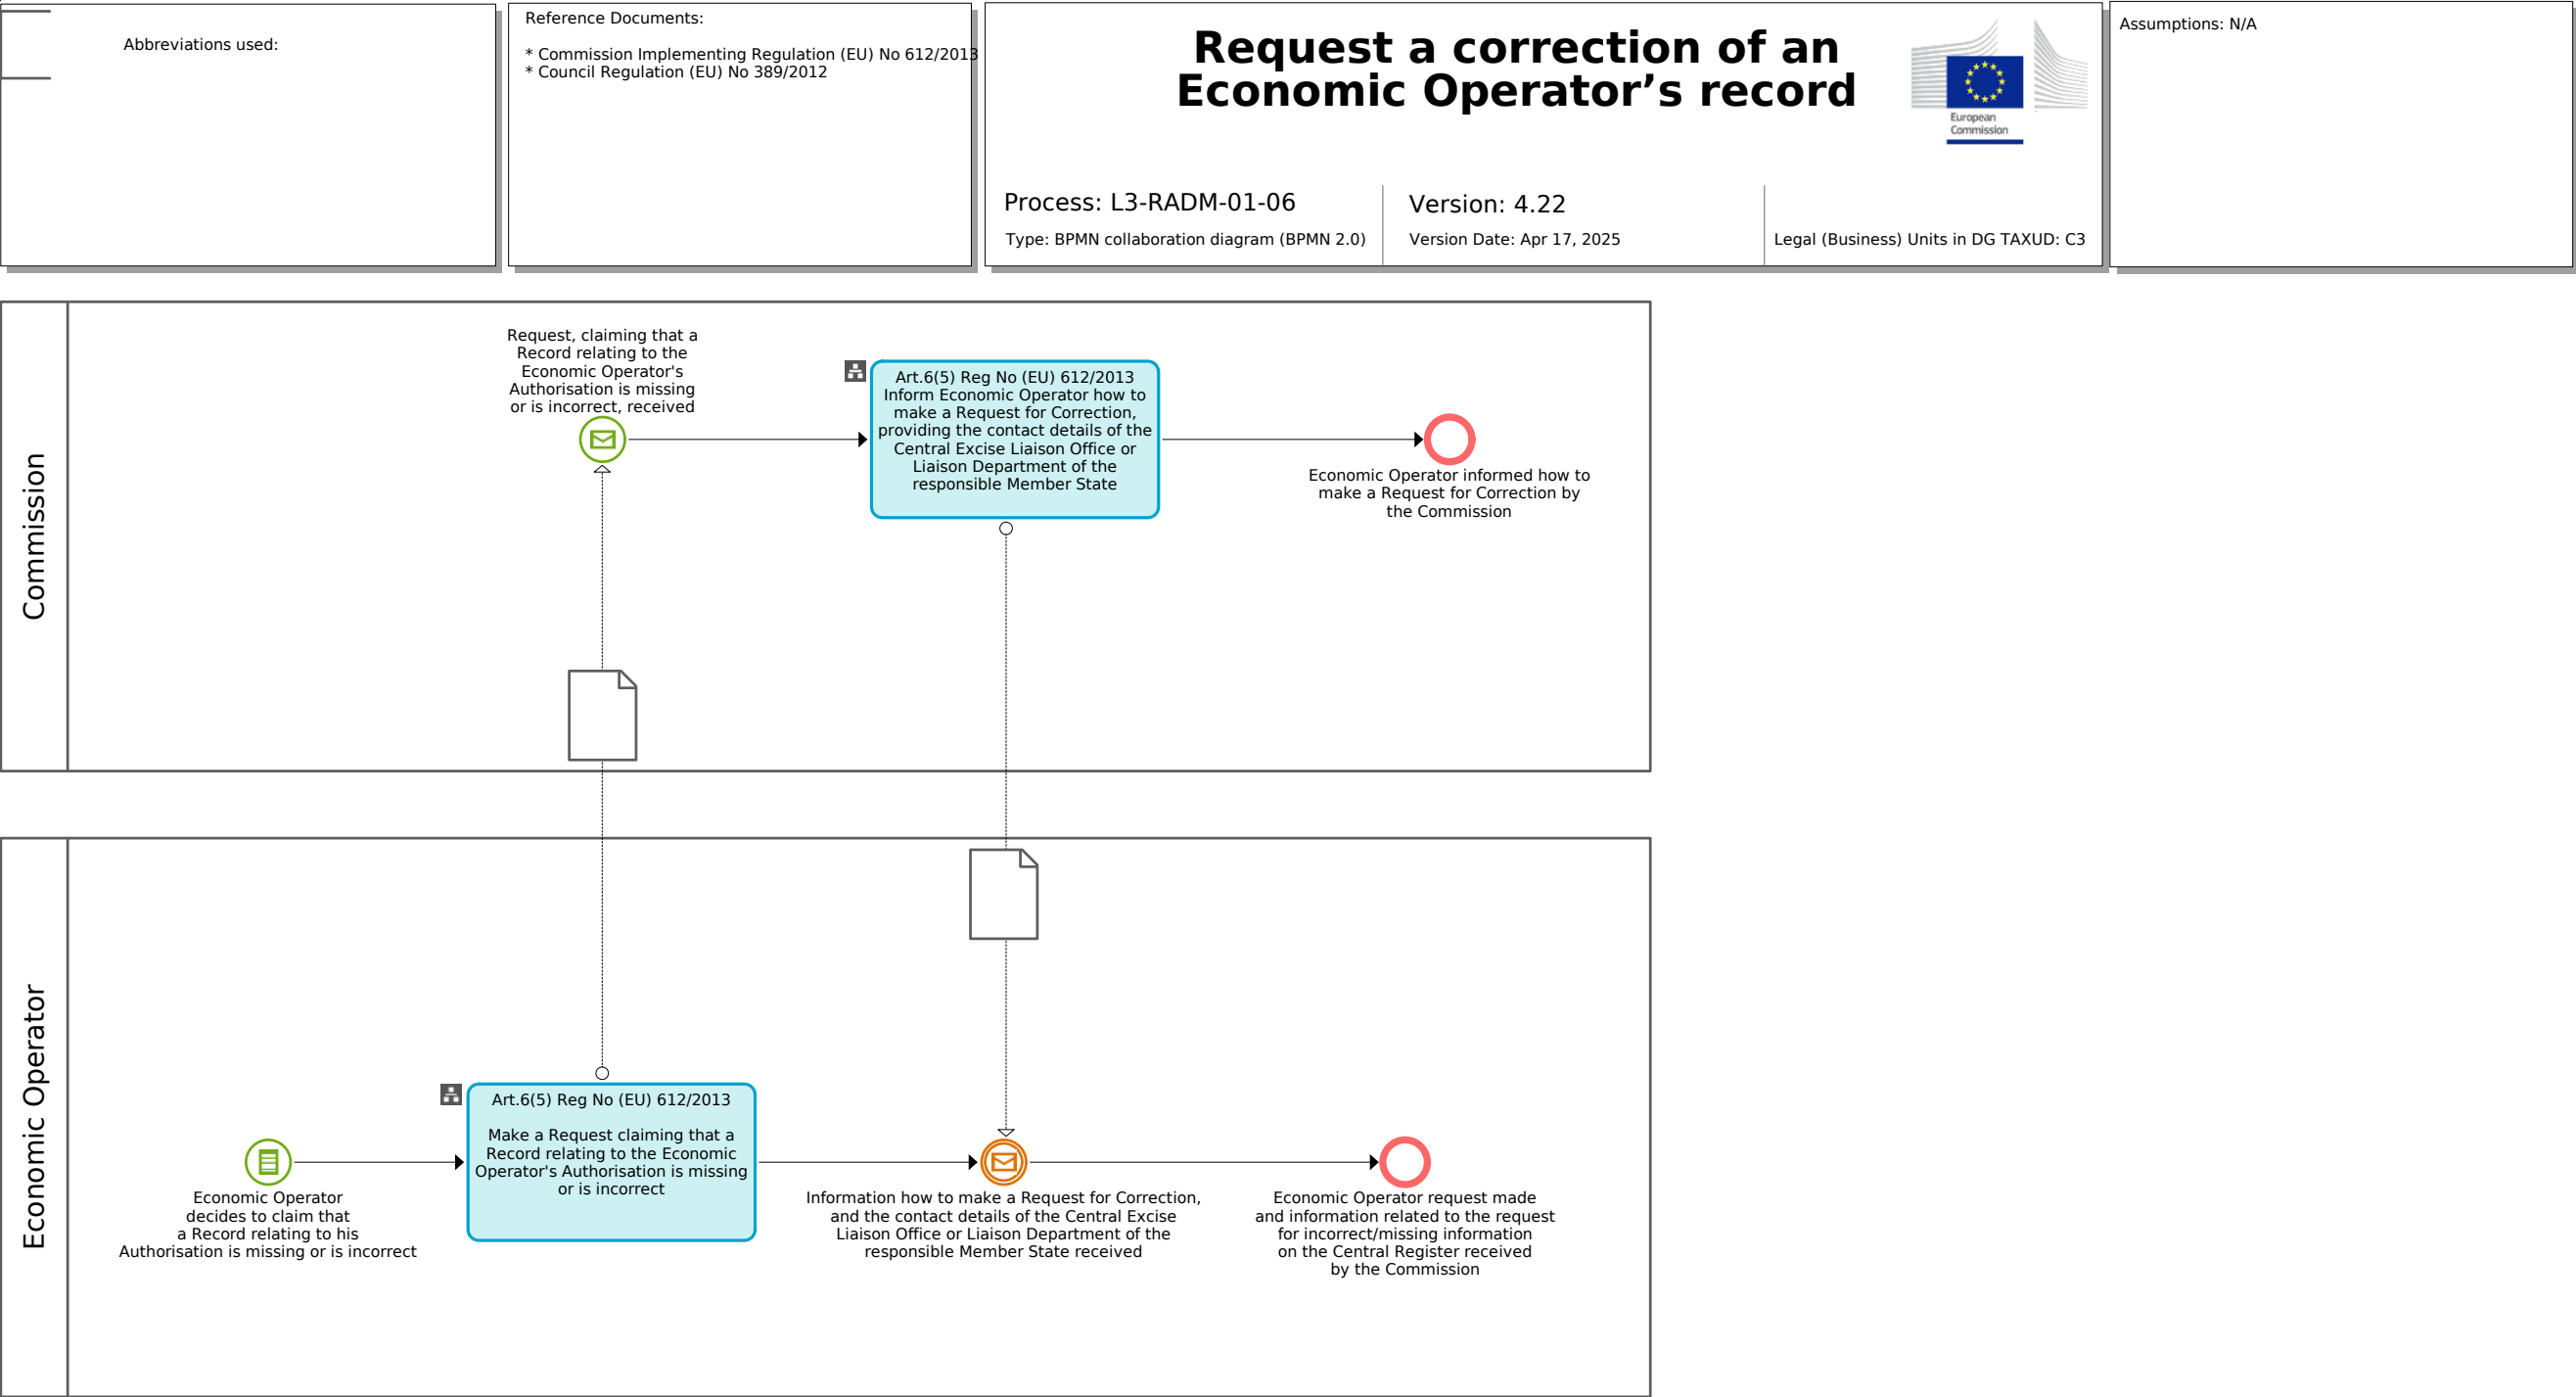 Abbreviations used:
Reference Documents:
* Commission Implementing Regulation (EU) No 612/2013
* Council Regulation (EU) No 389/2012
Request a correction of an
Economic Operator’s record
European
Commission
Process: L3-RADM-01-06
Version: 4.22
Type: BPMN collaboration diagram (BPMN 2.0)
Version Date: Apr 17, 2025
Legal (Business) Units in DG TAXUD: C3
Assumptions: N/A
Commission
Request, claiming that a
Record relating to the
Economic Operator's
Authorisation is missing
or is incorrect, received
Art.6(5) Reg No (EU) 612/2013
Inform Economic Operator how to
make a Request for Correction,
providing the contact details of the
Central Excise Liaison Office or
Liaison Department of the
responsible Member State
Economic Operator informed how to
make a Request for Correction by
the Commission
Economic Operator
Economic Operator
decides to claim that
a Record relating to his
Authorisation is missing or is incorrect
Art.6(5) Reg No (EU) 612/2013
Make a Request claiming that a
Record relating to the Economic
Operator's Authorisation is missing
or is incorrect
Information how to make a Request for Correction,
and the contact details of the Central Excise
Liaison Office or Liaison Department of the
responsible Member State received
Economic Operator request made
and information related to the request
for incorrect/missing information
on the Central Register received
by the Commission